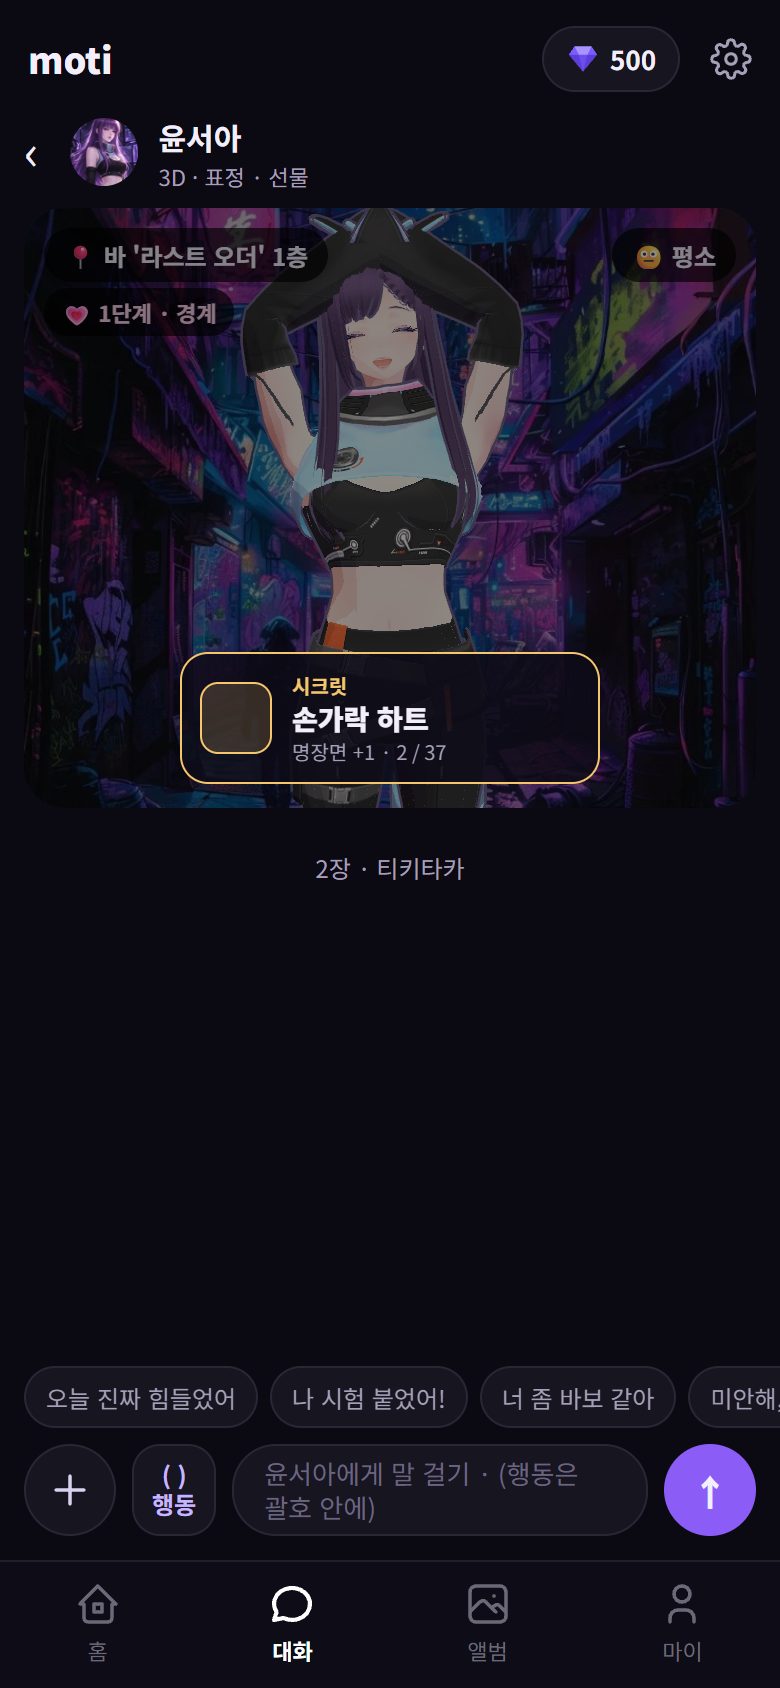 moti
500
윤서아
3D · 표정 · 선물
바 '라스트 오더' 1층
평소
1단계 · 경계
시크릿
손가락 하트
명장면 +1 · 2 / 37
2장 · 티키타카
오늘 진짜 힘들었어
나 시험 붙었어!
너 좀 바보 같아
미안해,
( )
행동
윤서아에게 말 걸기 · (행동은
괄호 안에)
홈
대화
앨범
마이